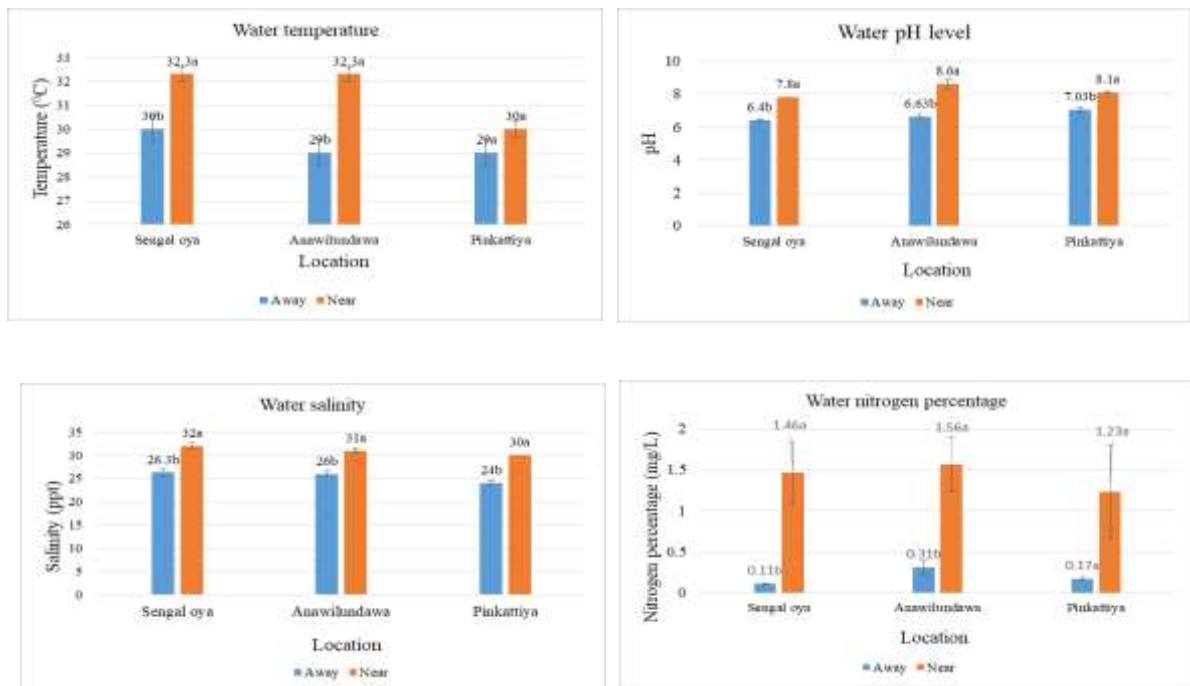 Water temperature
33
32
31
30
29
28
27
26
Temperature (⁰C)
30b
32.3a
29b
32.3a
29a
30a
Sengal oya
Anawilundawa
Pinkattiya
Location
Away Near
Water pH level
10
8
6
4
2
0
pH
6.4b
7.8a
6.63b
8.6a
7.03b
8.1a
Sengal oya
Anawilundawa
Pinkattiya
Location
Away Near
Water salinity
35
30
25
20
15
10
5
0
Salinity (ppt)
26.3b
32a
26b
31a
24b
30a
Sengal oya
Anawilundawa
Pinkattiya
Location
Away Near
Water nitrogen percentage
2
1.5
1
0.5
0
Nitrogen percentage (mg/L)
0.11b
1.46a
0.31b
1.56a
0.17a
1.23a
Sengal oya
Anawilundawa
Pinkattiya
Location
Away Near